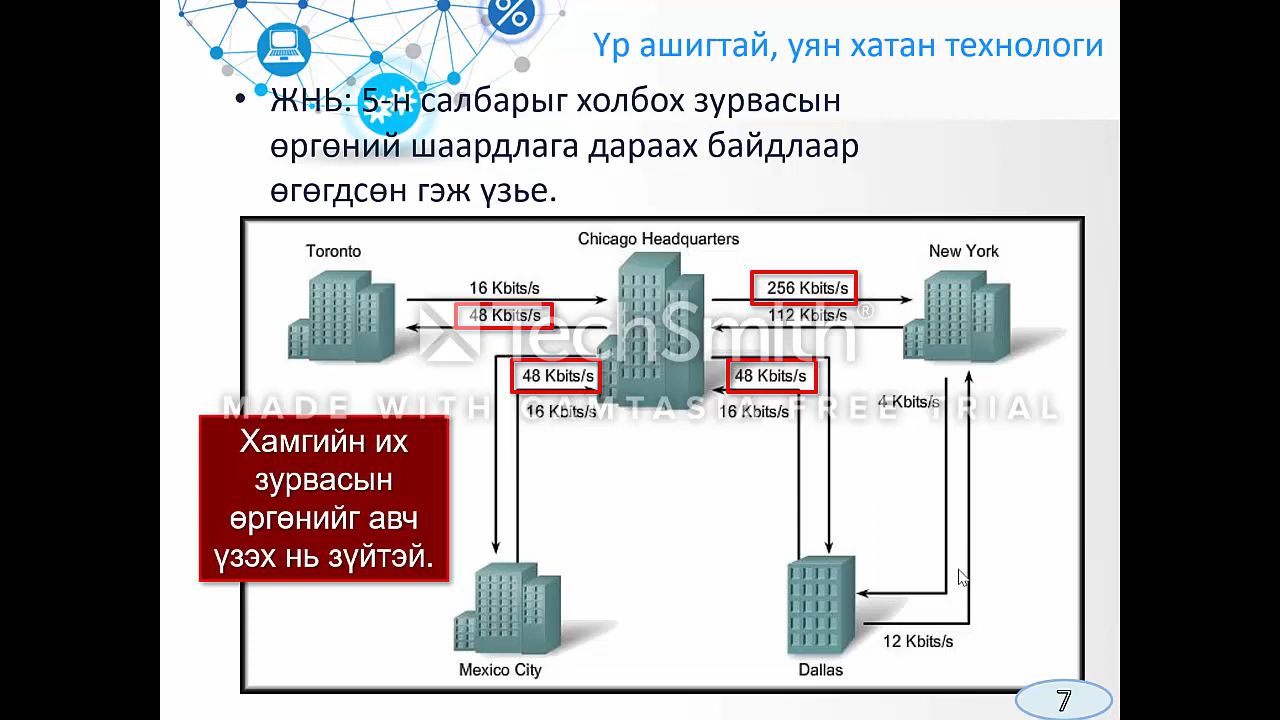 %
Үр ашигтай, уян хатан технологи
• ЖНЬ: 5-н салбарыг холбох зурвасын
өргөний шаардлага дараах байдлаар
өгөгдсөн гэж үзье.
Chicago Headquarters
Toronto
New York
16 Kbits/s
256 Kbits/s
48 Kbits/s
112 Kbits/s
TechSmith®
48 Kbits/s
48 Kbits/s
MADE WITH CAMTASIA FREE TRIAL
16 Kbits/s
16 Kbits/s
4 Kbits/s
Хамгийн их
зурвасын
өргөнийг авч
үзэх нь зүйтэй.
12 Kbits/s
Mexico City
Dallas
7